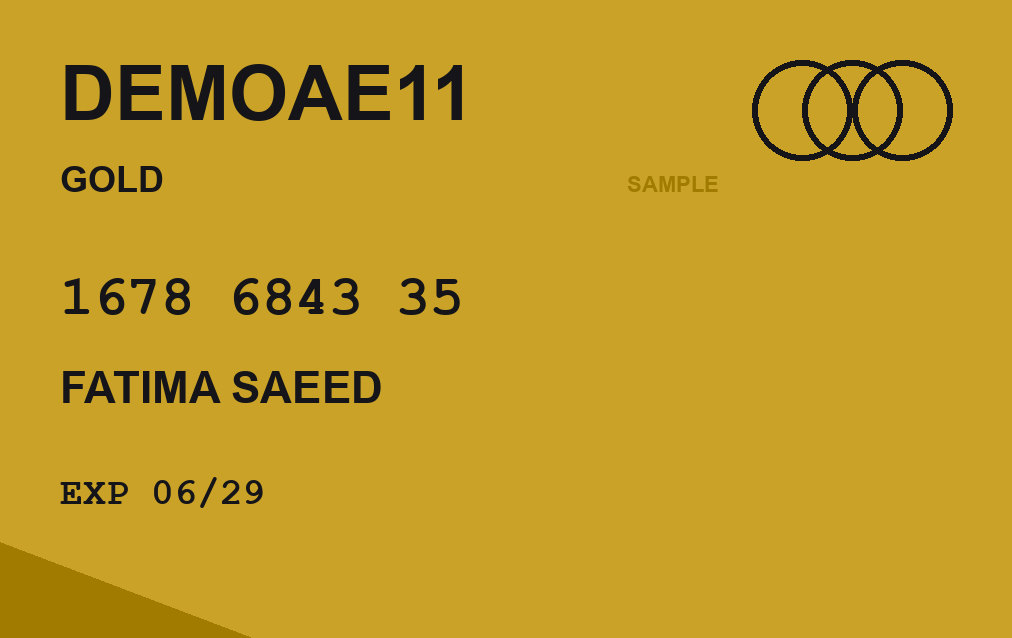 DEMOAE11
GOLD
SAMPLE
1678 6843 35
FATIMA SAEED
EXP 06/29